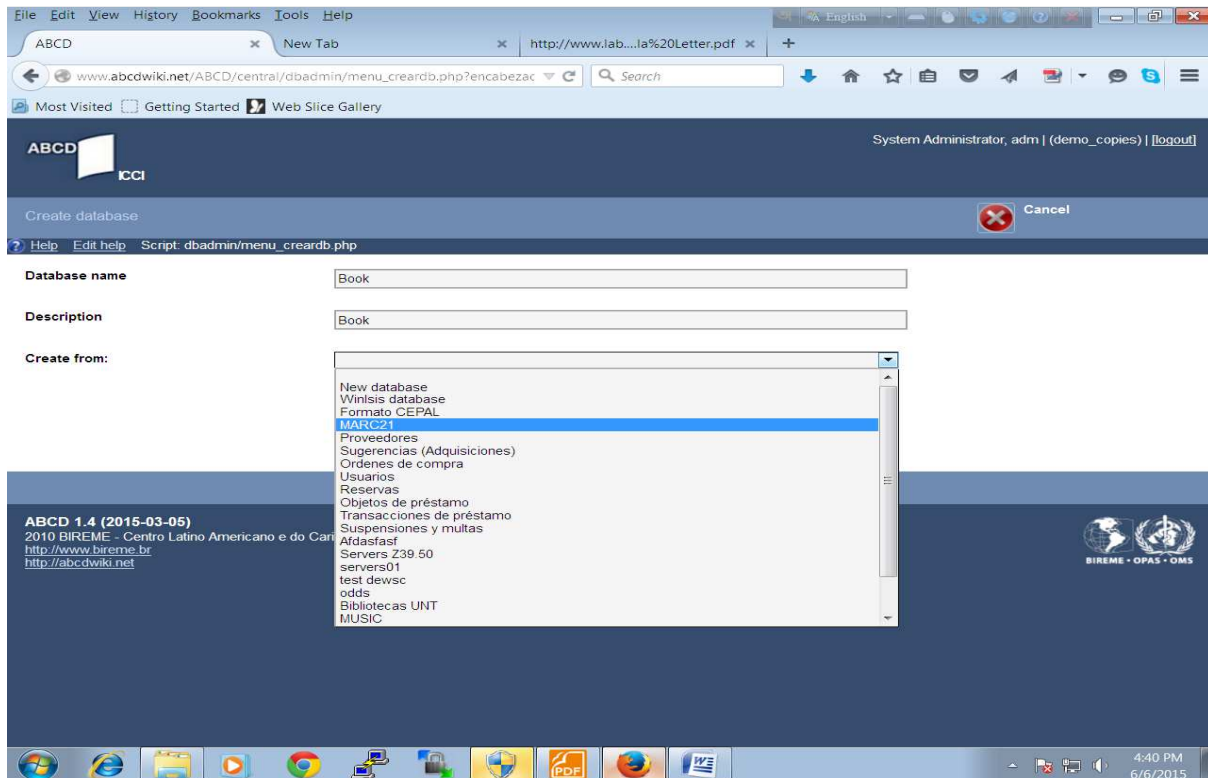 File Edit View History Bookmarks Tools Help
English
ABCD
New Tab
http://www.lab....la%20Letter.pdf
www.abcdwiki.net/ABCD/central/dbadmin/menu_creardb.php?encabezac
Search
Most Visited Getting Started Web Slice Gallery
ABCD
ICCI
System Administrator, adm | (demo_copies) | [logout]
Create database
Cancel
Help Edit help Script: dbadmin/menu_creardb.php
Database name
Book
Description
Book
Create from:
New database
WinIsis database
Formato CEPAL
MARC21
Proveedores
Sugerencias (Adquisiciones)
Ordenes de compra
Usuarios
Reservas
Objetos de préstamo
Transacciones de préstamo
Suspensiones y multas
Afdasfasf
Servers Z39.50
servers01
test dewsc
odds
Bibliotecas UNT
MUSIC
ABCD 1.4 (2015-03-05)
2010 BIREME - Centro Latino Americano e do Cari
http://www.bireme.br
http://abcdwiki.net
BIREME • OPAS • OMS
PDF
4:40 PM
6/6/2015